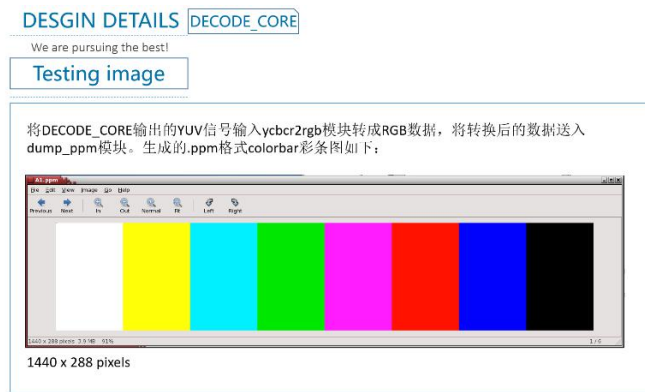 DESGIN DETAILS DECODE_CORE
We are pursuing the best!
Testing image
将DECODE_CORE输出的YUV信号输入ycbcr2rgb模块转成RGB数据，将转换后的数据送入
dump_ppm模块。生成的.ppm格式colorbar彩条图如下：
A1.ppm
File Edit View Image Go Help
Previous Next In Out Normal Fit Left Right
1440 x 288 pixels 3.9 MB 91% 1 / 6
1440 x 288 pixels